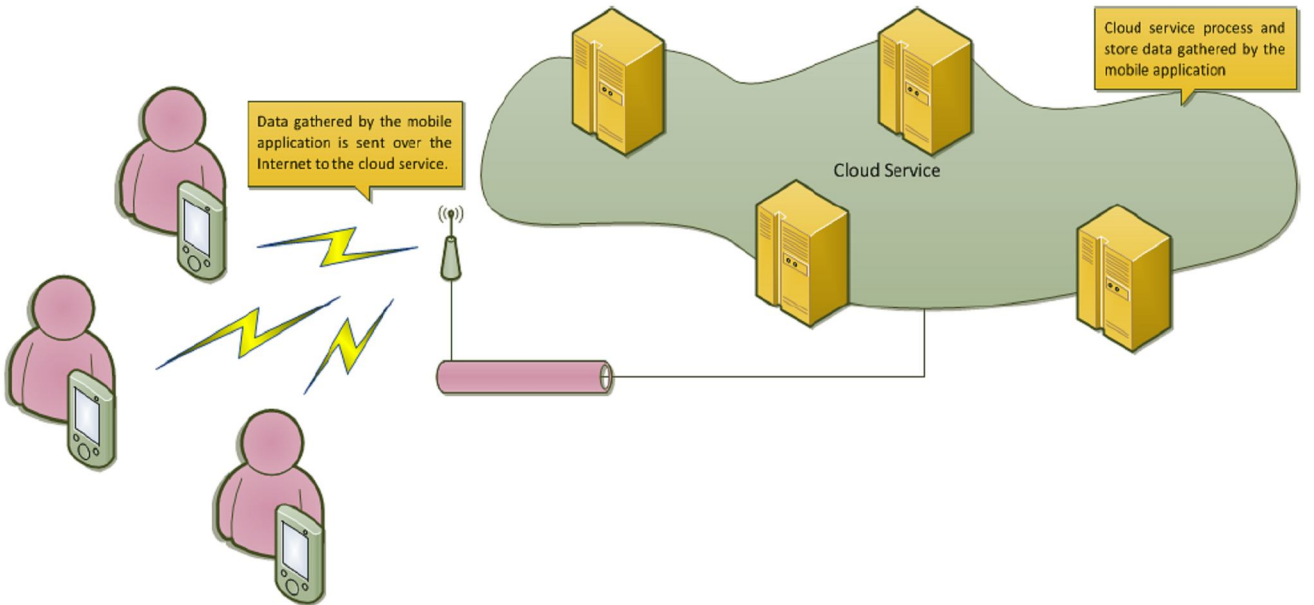 Data gathered by the mobile
application is sent over the
Internet to the cloud service.
Cloud service process and
store data gathered by the
mobile application
Cloud Service